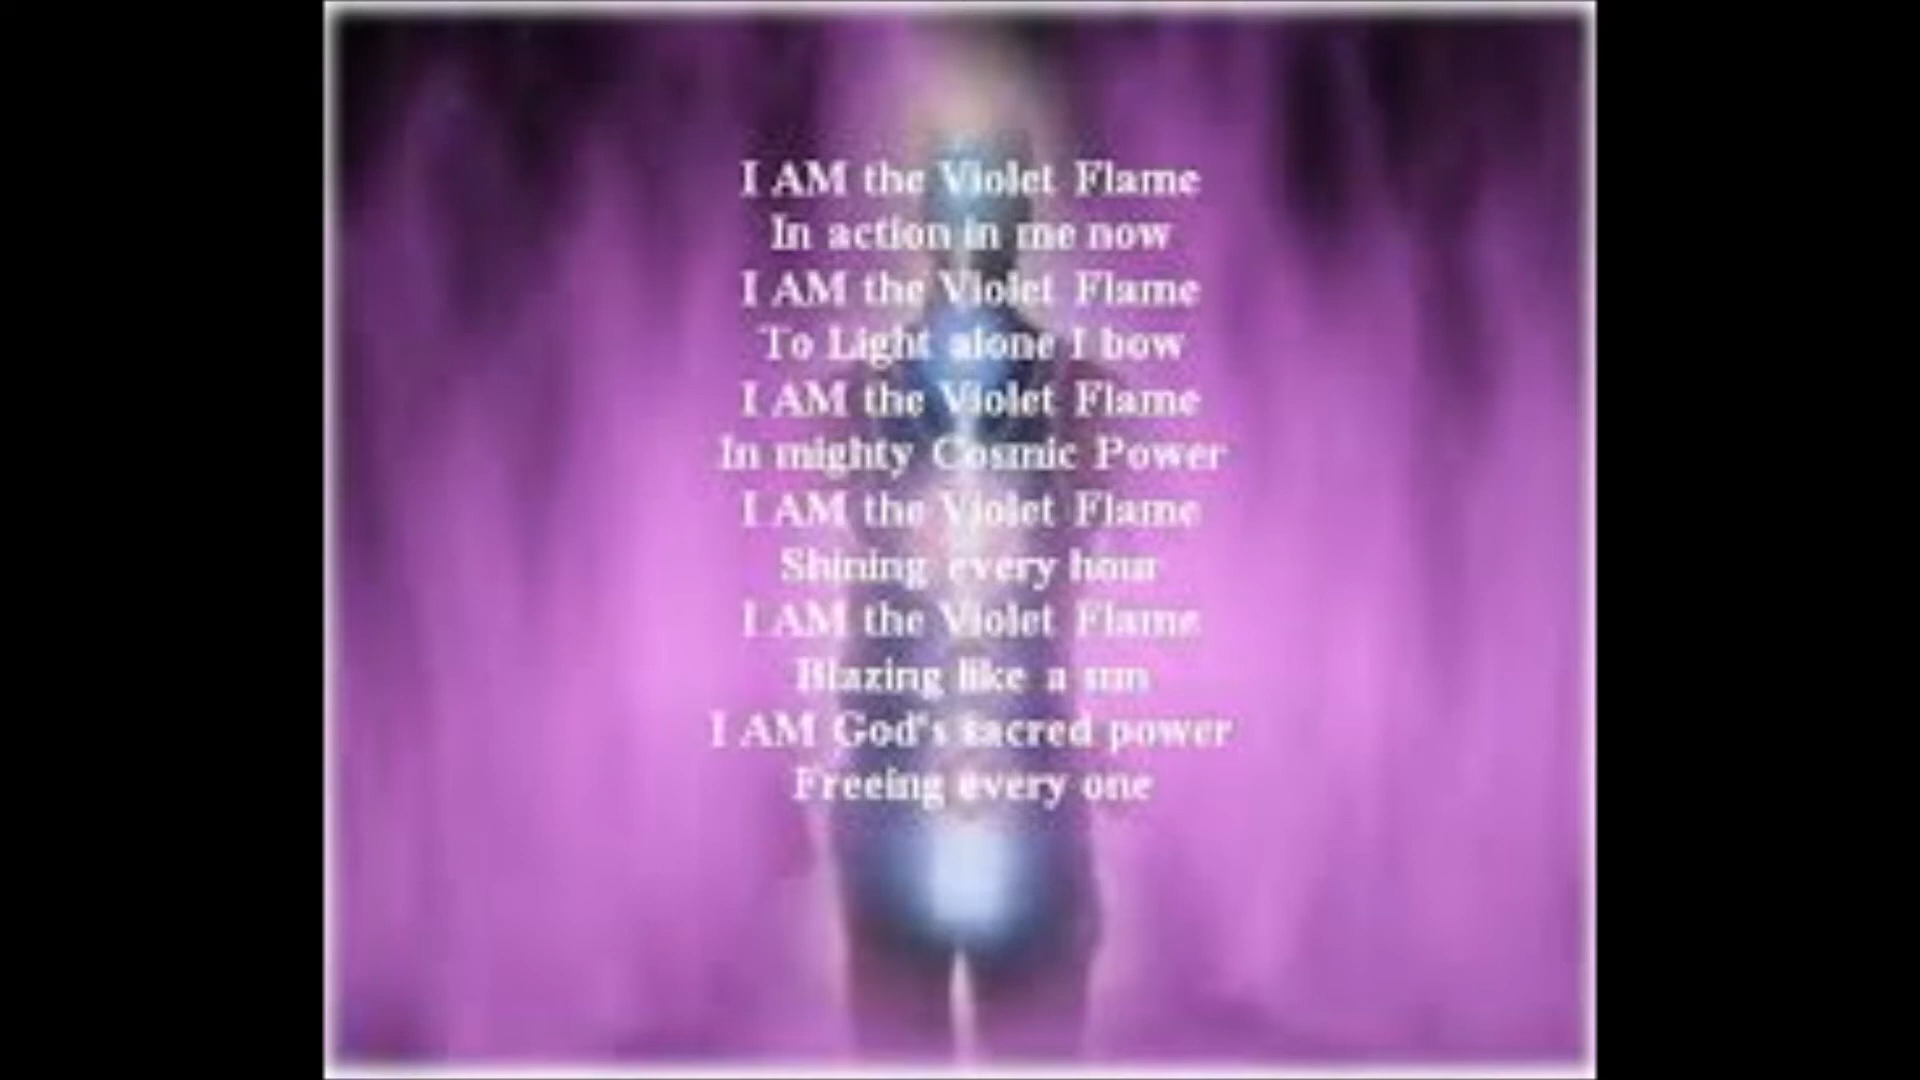 I AM the Violet Flame
In action in me now
I AM the Violet Flame
To Light alone I bow
I AM the Violet Flame
In mighty Cosmic Power
I AM the Violet Flame
Shining every hour
I AM the Violet Flame
Blazing like a sun
I AM God's sacred power
Freeing every one